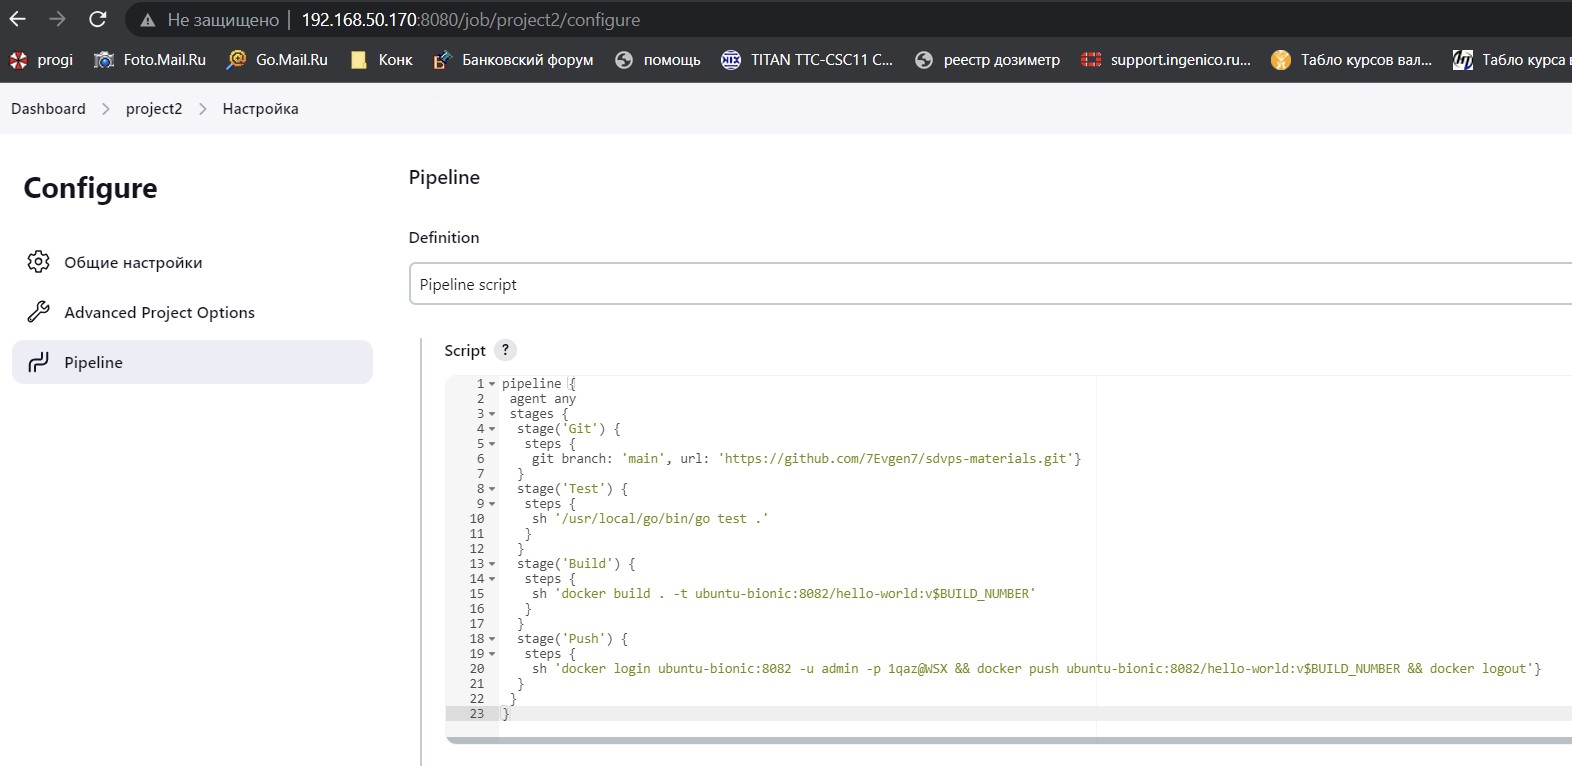 Не защищено 192.168.50.170:8080/job/project2/configure
progi Foto.Mail.Ru Go.Mail.Ru Конк Банковский форум помощь TITAN TTC-CSC11 C... реестр дозиметр support.ingenico.ru... Табло курсов вал... Табло курса в
Dashboard project2 Настройка
Configure
Общие настройки
Advanced Project Options
Pipeline
Pipeline
Definition
Pipeline script
Script ?
1 pipeline {
2 agent any
3 stages {
4 stage('Git') {
5 steps {
6 git branch: 'main', url: 'https://github.com/7Evgen7/sdvps-materials.git'}
7 }
8 stage('Test') {
9 steps {
10 sh '/usr/local/go/bin/go test .'
11 }
12 }
13 stage('Build') {
14 steps {
15 sh 'docker build . -t ubuntu-bionic:8082/hello-world:v$BUILD_NUMBER'
16 }
17 }
18 stage('Push') {
19 steps {
20 sh 'docker login ubuntu-bionic:8082 -u admin -p 1qaz@WSX && docker push ubuntu-bionic:8082/hello-world:v$BUILD_NUMBER && docker logout'}
21 }
22 }
23 }